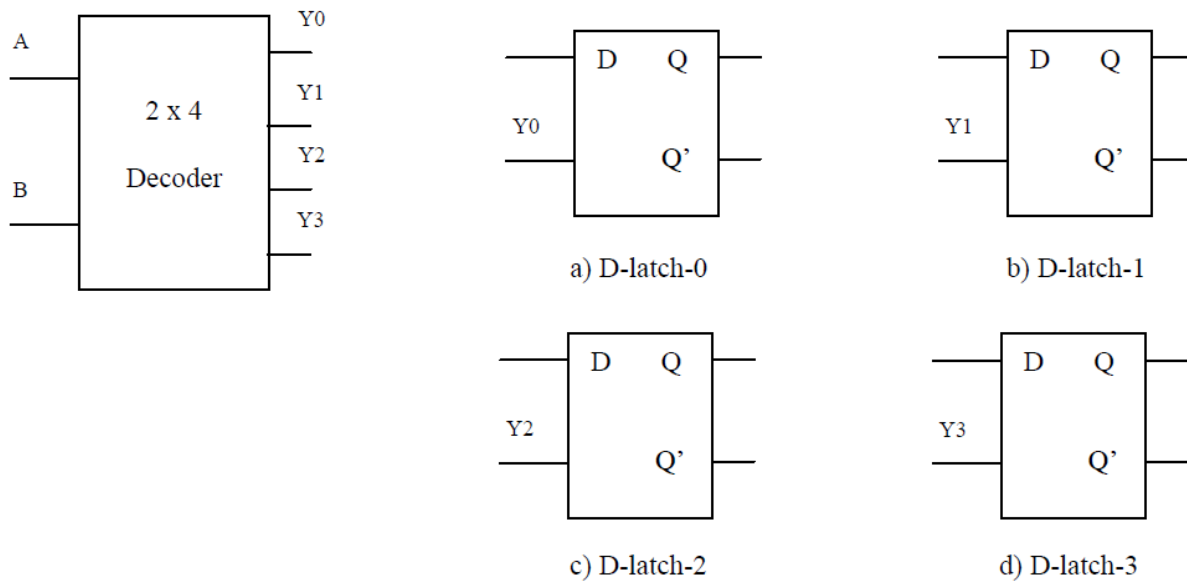 A
B
2 x 4
Decoder
Y0
Y1
Y2
Y3
D Q
Y0
Q’
a) D-latch-0
D Q
Y1
Q’
b) D-latch-1
D Q
Y2
Q’
c) D-latch-2
D Q
Y3
Q’
d) D-latch-3